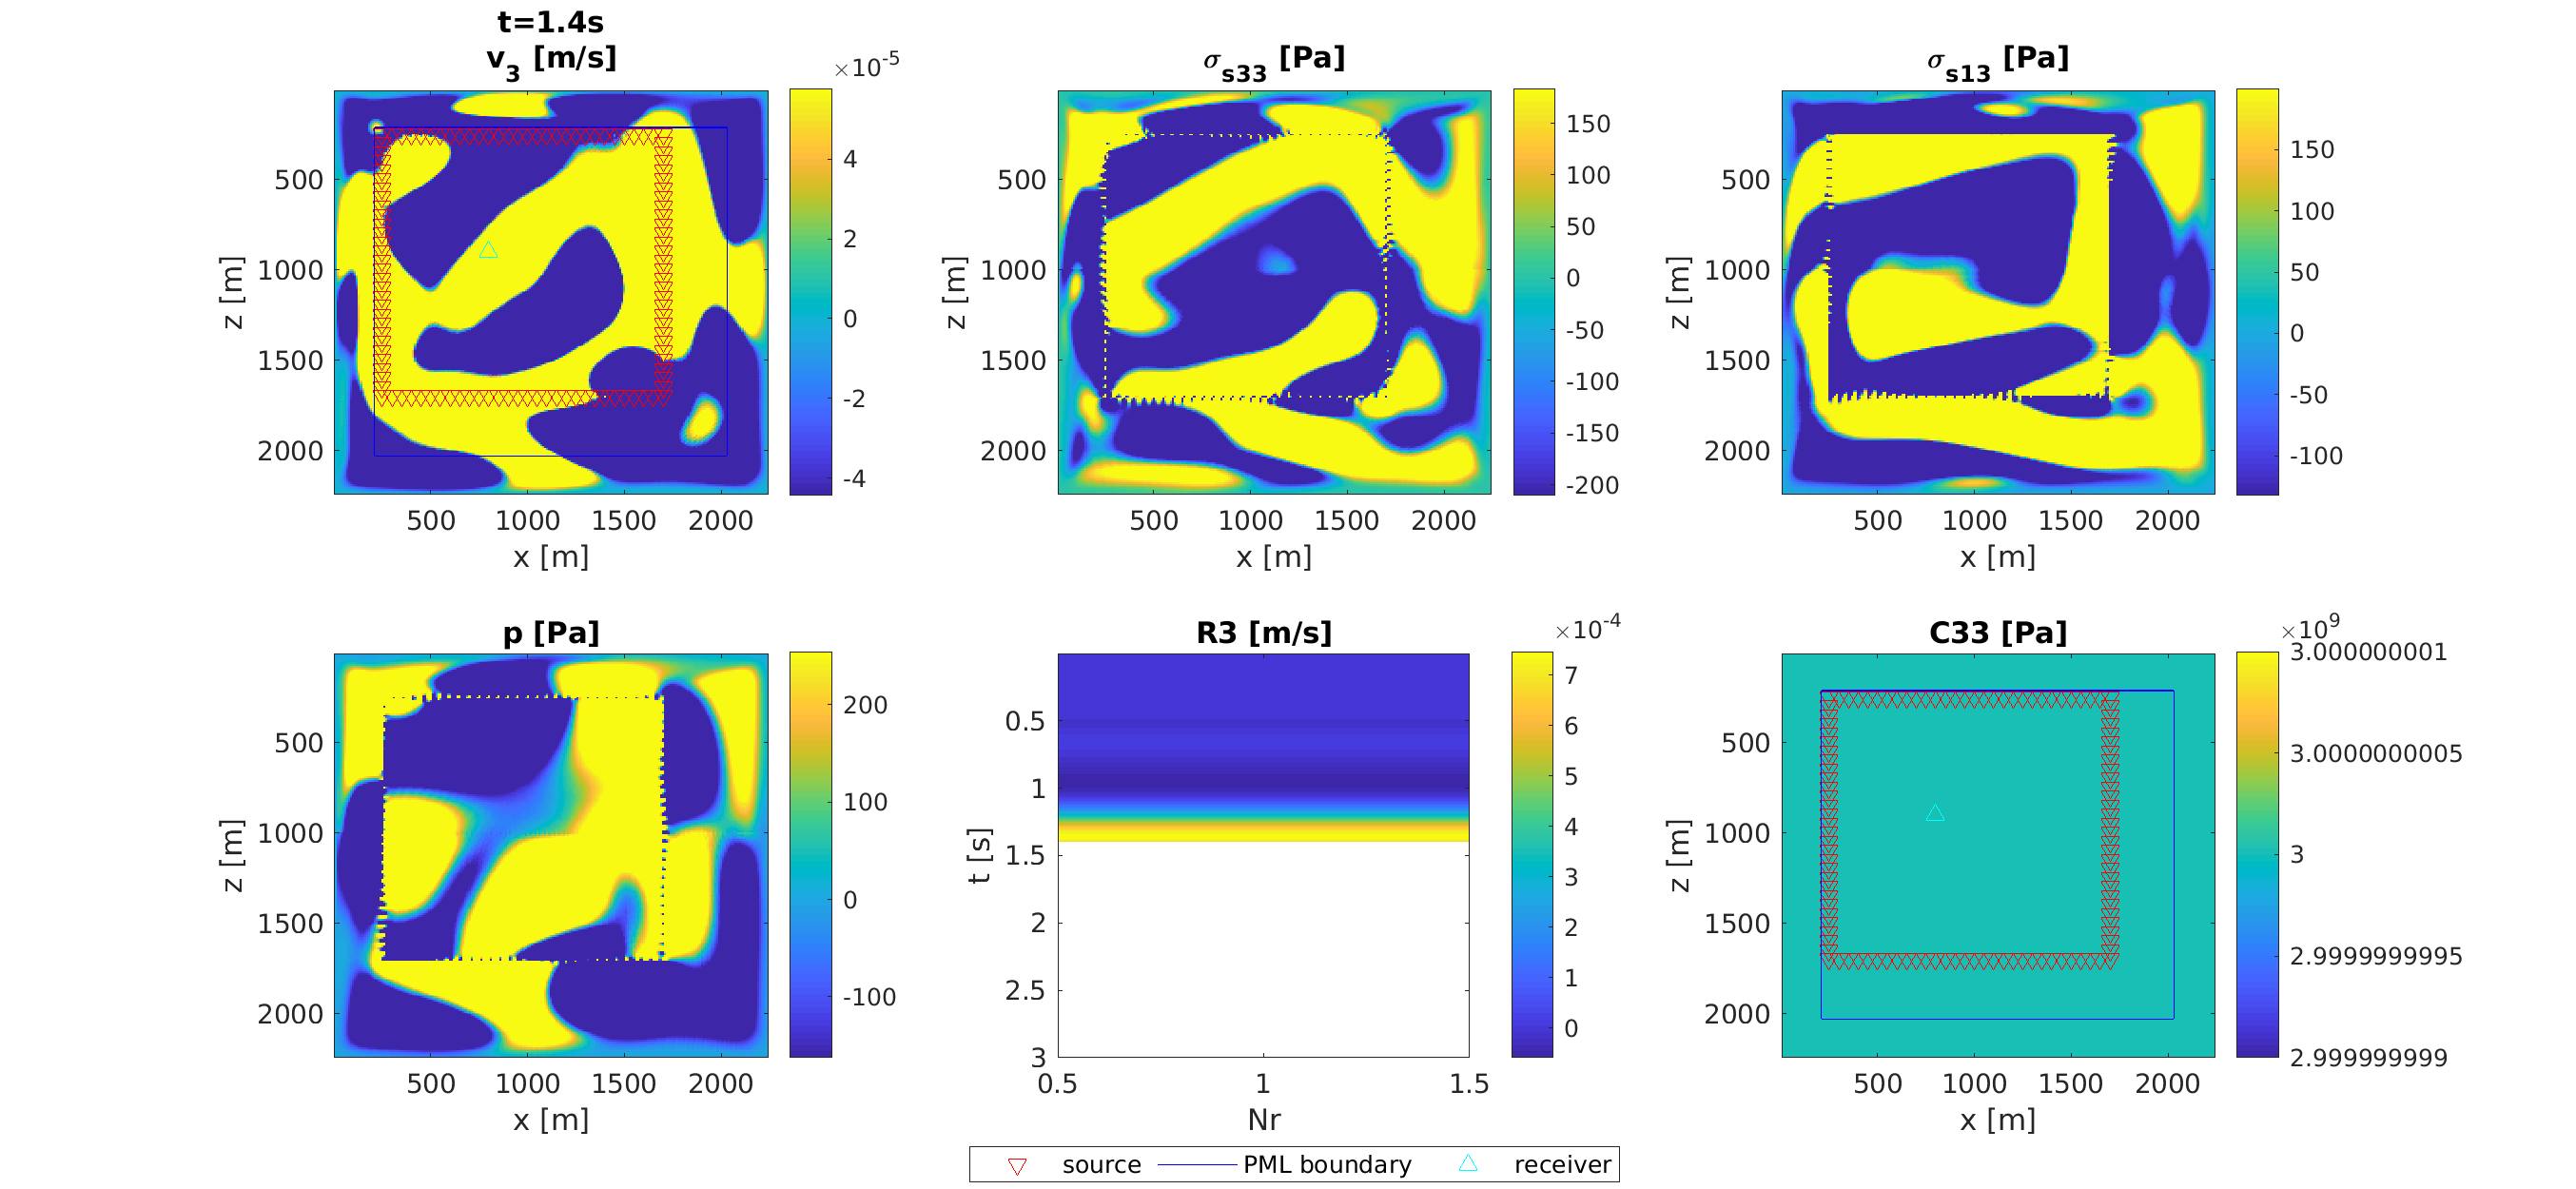 t=1.4s
v3 [m/s]
×10-5
4
2
0
-2
-4
500
1000
1500
2000
z [m]
500 1000 1500 2000
x [m]
σs33 [Pa]
150
100
50
0
-50
-100
-150
-200
500
1000
1500
2000
z [m]
500 1000 1500 2000
x [m]
σs13 [Pa]
150
100
50
0
-50
-100
500
1000
1500
2000
z [m]
500 1000 1500 2000
x [m]
p [Pa]
200
100
0
-100
500
1000
1500
2000
z [m]
500 1000 1500 2000
x [m]
R3 [m/s]
×10-4
7
6
5
4
3
2
1
0
0.5
1
1.5
2
2.5
3
t [s]
0.5 1 1.5
Nr
C33 [Pa]
×109
3.000000001
3.0000000005
3
2.9999999995
2.999999999
500
1000
1500
2000
z [m]
500 1000 1500 2000
x [m]
source PML boundary receiver